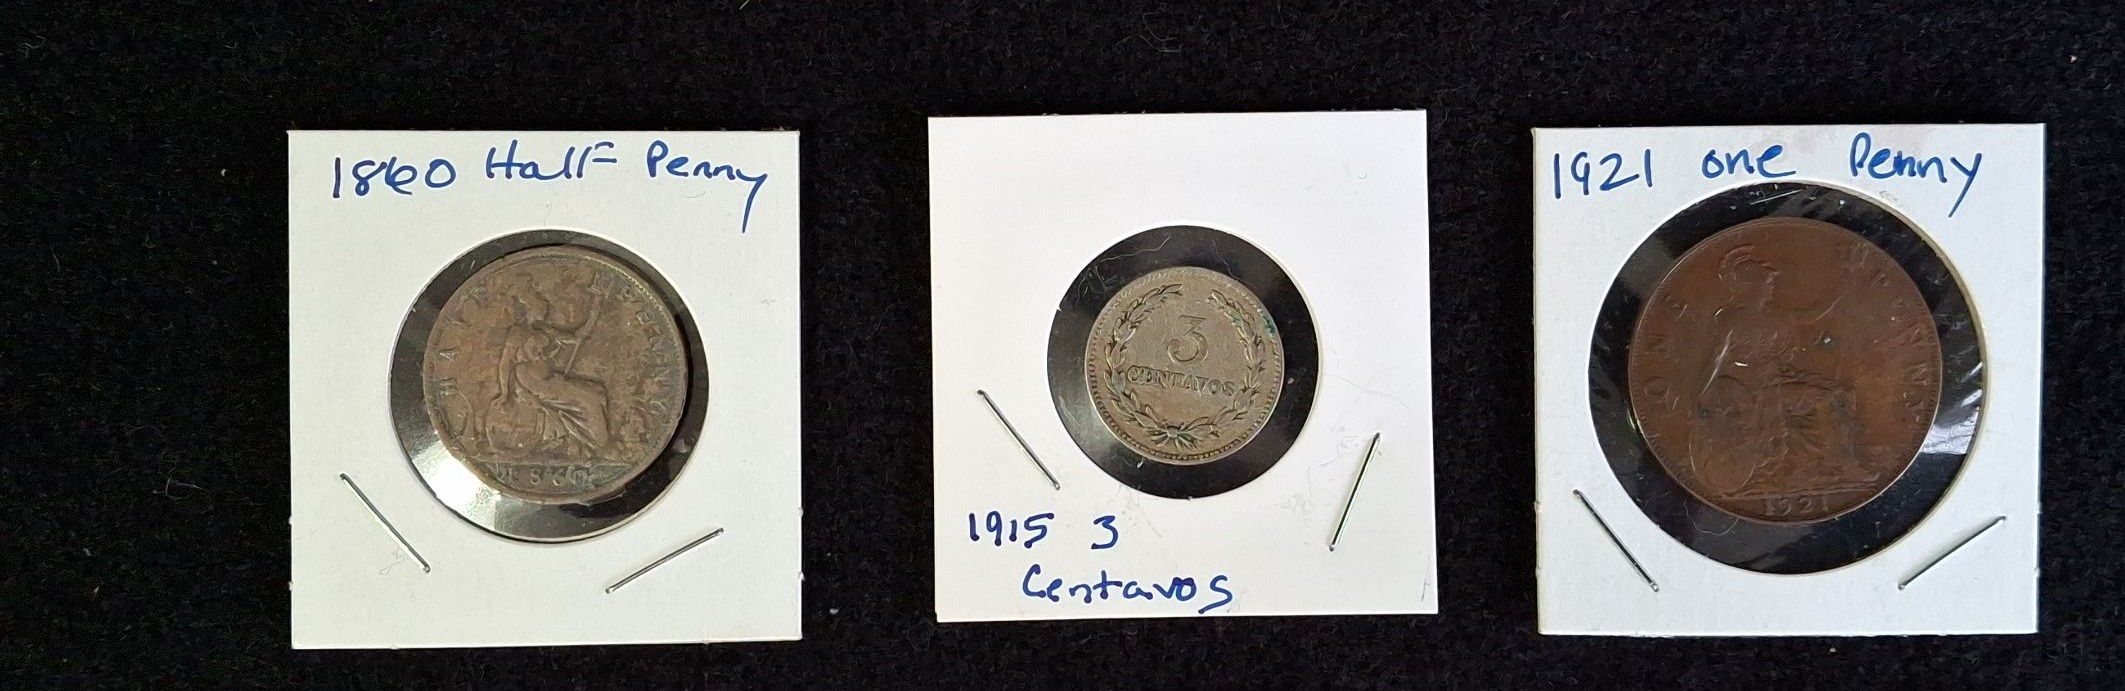 1860 Half Penny
HALF PENNY
1860
3
CENTAVOS
1915 3
Centavos
1921 one Penny
ONE PENNY
1921